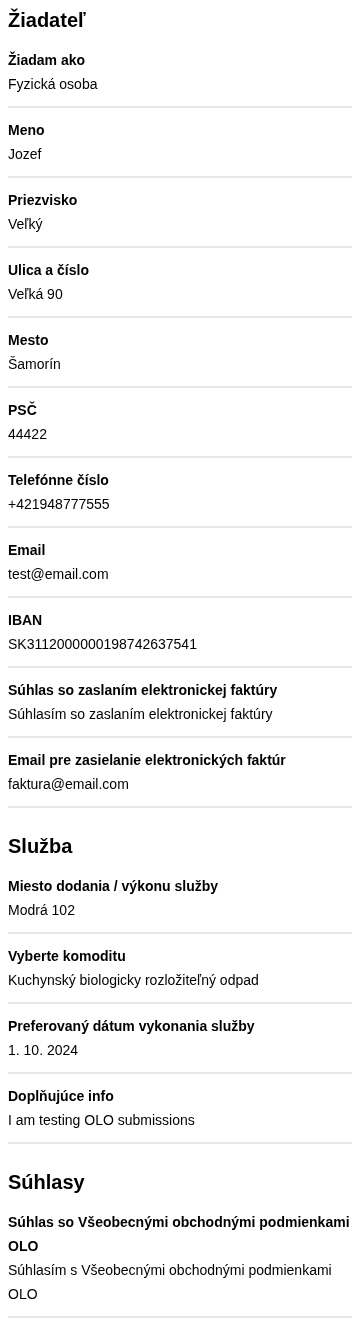 Žiadateľ
Žiadam ako
Fyzická osoba
Meno
Jozef
Priezvisko
Veľký
Ulica a číslo
Veľká 90
Mesto
Šamorín
PSČ
44422
Telefónne číslo
+421948777555
Email
test@email.com
IBAN
SK3112000000198742637541
Súhlas so zaslaním elektronickej faktúry
Súhlasím so zaslaním elektronickej faktúry
Email pre zasielanie elektronických faktúr
faktura@email.com
Služba
Miesto dodania / výkonu služby
Modrá 102
Vyberte komoditu
Kuchynský biologicky rozložiteľný odpad
Preferovaný dátum vykonania služby
1. 10. 2024
Doplňujúce info
I am testing OLO submissions
Súhlasy
Súhlas so Všeobecnými obchodnými podmienkami
OLO
Súhlasím s Všeobecnými obchodnými podmienkami
OLO